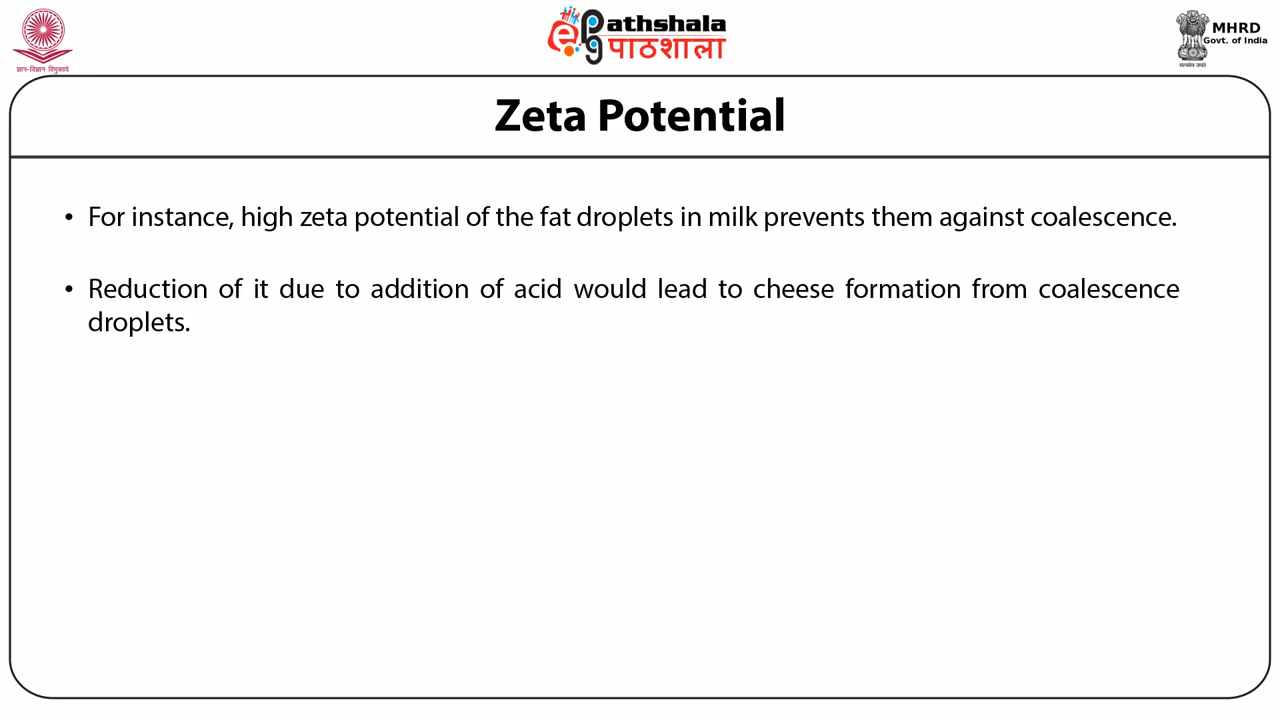 ज्ञान-विज्ञान विमुक्तये
epg
Pathshala
पाठशाला
MHRD
Govt. of India
सत्यमेव जयते
Zeta Potential
• For instance, high zeta potential of the fat droplets in milk prevents them against coalescence.
• Reduction of it due to addition of acid would lead to cheese formation from coalescence
droplets.